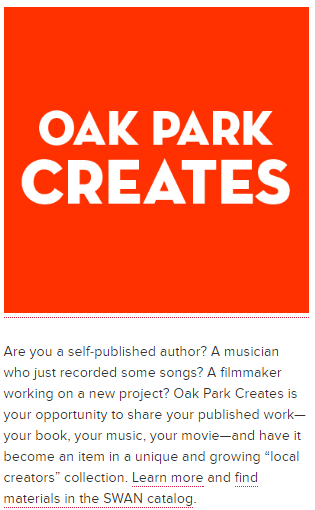 OAK PARK
CREATES
Are you a self-published author? A musician
who just recorded some songs? A filmmaker
working on a new project? Oak Park Creates is
your opportunity to share your published work—
your book, your music, your movie—and have it
become an item in a unique and growing “local
creators” collection. Learn more and find
materials in the SWAN catalog.